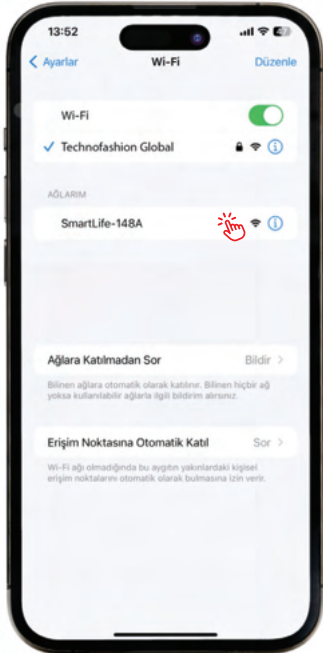 13:52
Ayarlar
Wi-Fi
Düzenle
Wi-Fi
Technofashion Global
AĞLARIM
SmartLife-148A
Ağlara Katılmadan Sor
Bildir
Bilinen ağlara otomatik olarak katılınır. Bilinen hiçbir ağ
yoksa kullanılabilir ağlarla ilgili bildirim alırsınız.
Erişim Noktasına Otomatik Katıl
Sor
Wi-Fi ağı olmadığında bu aygıtın yakınlardaki kişisel
erişim noktalarını otomatik olarak bulmasına izin verir.